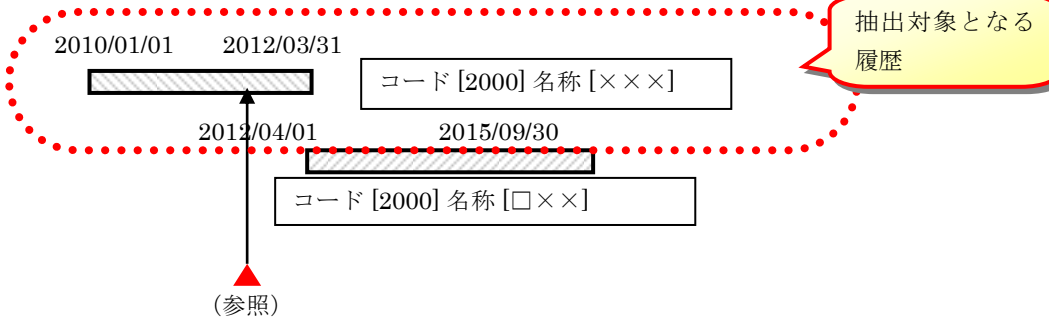 抽出対象となる
履歴
2010/01/01 2012/03/31
コード [2000] 名称 [×××]
2012/04/01 2015/09/30
コード [2000] 名称 [□××]
(参照)